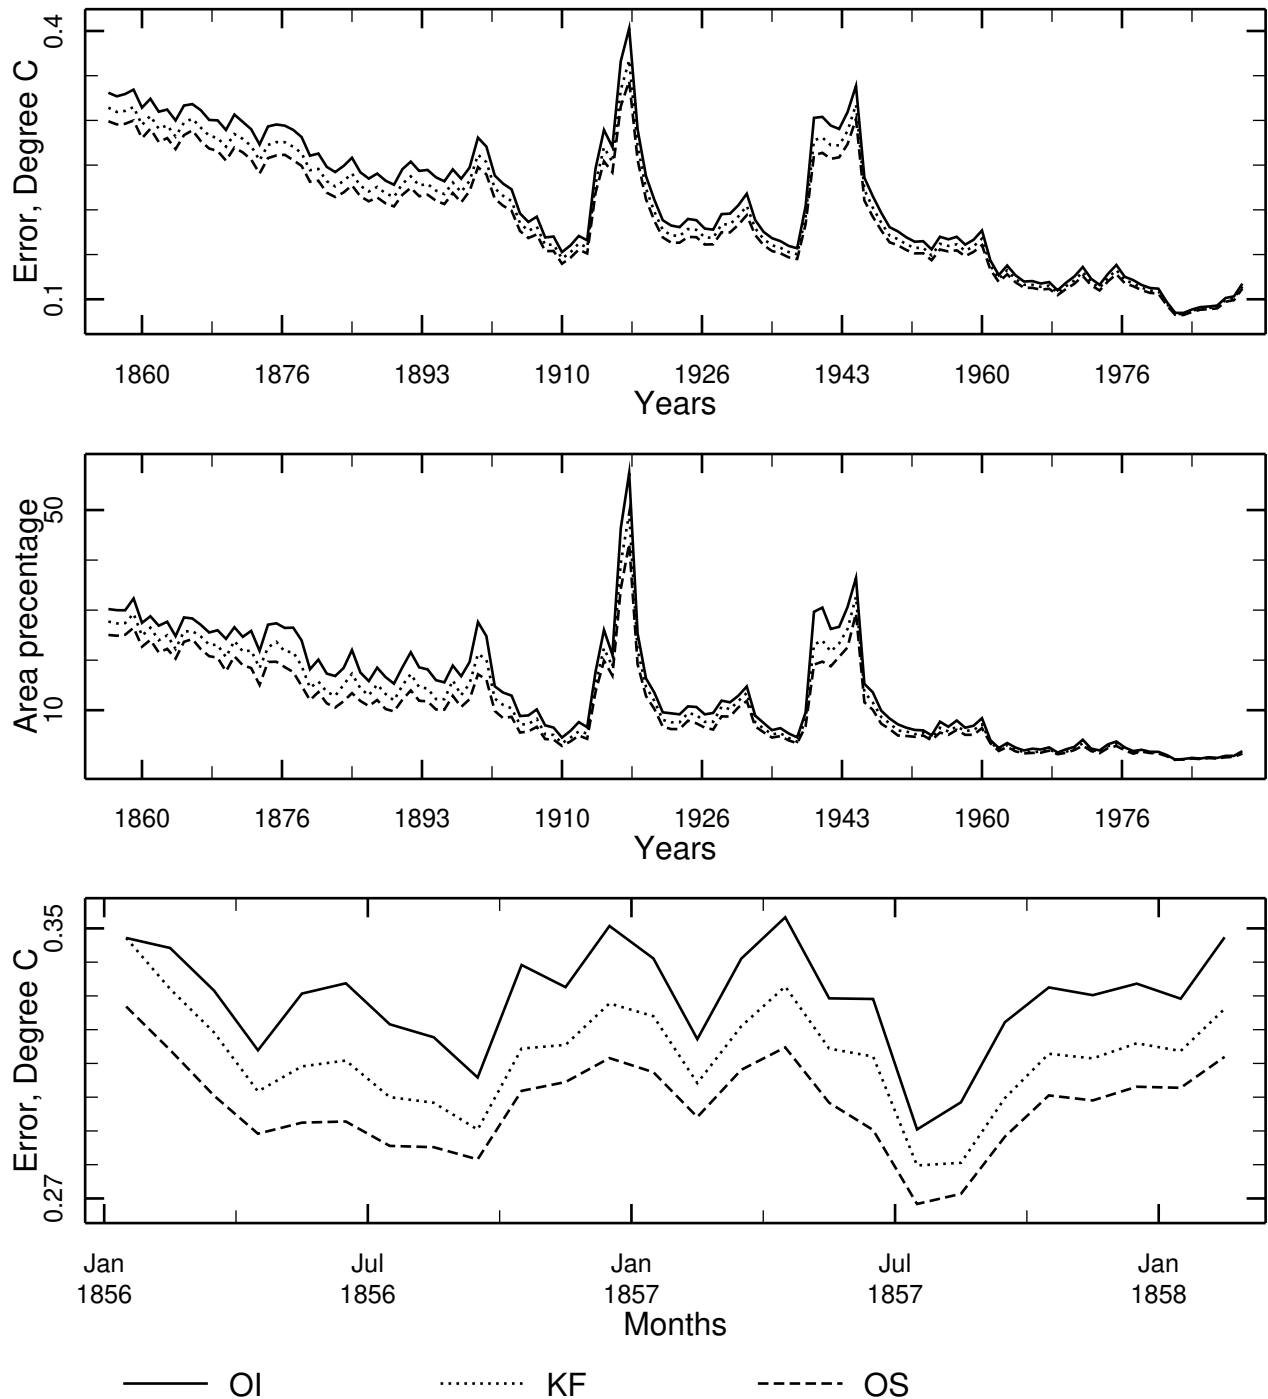 0.4
0.1
Error, Degree C
1860 1876 1893 1910 1926 1943 1960 1976
Years
50
10
Area precentage
1860 1876 1893 1910 1926 1943 1960 1976
Years
0.35
0.27
Error, Degree C
Jan Jul Jan Jul Jan
1856 1856 1857 1857 1858
Months
OI KF OS